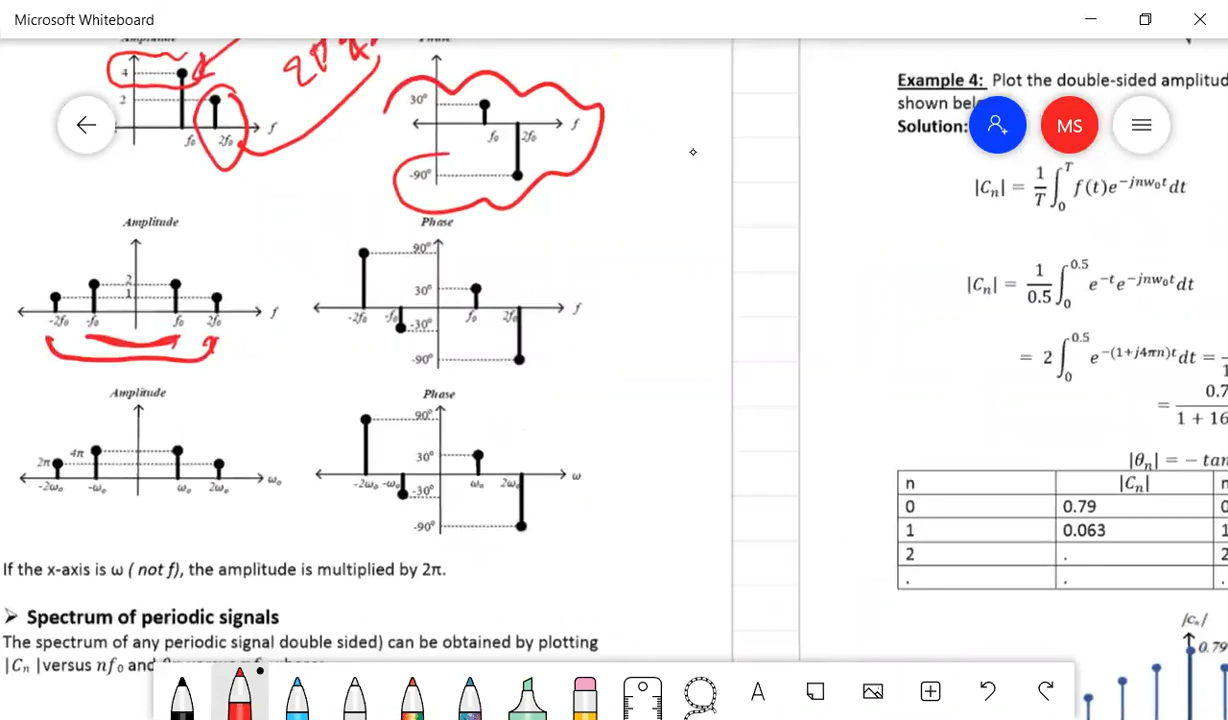 Microsoft Whiteboard
4
2
f
f₀
2f₀
2π
30°
-90°
f
f₀
2f₀
Amplitude
2
1
-2f₀
-f₀
f₀
2f₀
f
Phase
90°
30°
-30°
-90°
-2f₀
-f₀
f₀
2f₀
f
Amplitude
2π
4π
-2ω₀
-ω₀
ω₀
2ω₀
ω₀
Phase
90°
30°
-30°
-90°
-2ω₀
-ω₀
ω₀
2ω₀
ω
If the x-axis is ω ( not f), the amplitude is multiplied by 2π.
➢ Spectrum of periodic signals
The spectrum of any periodic signal double sided) can be obtained by plotting
|Cn |versus nf₀ and
Example 4: Plot the double-sided amplitud
shown
Solution:
MS
|Cn| = 1/T ∫₀ᵀ f(t)e^(-jnw₀t) dt
|Cn| = 1/0.5 ∫₀^0.5 e^(-t) e^(-jnw₀t) dt
= 2 ∫₀^0.5 e^(-(1+j4πn)t) dt =
= 0.7
1 + 16
|θn| = − tan
n |Cn| n
0 0.79 0
1 0.063 1
2 . 2
. . .
|Cn|
0.79
A